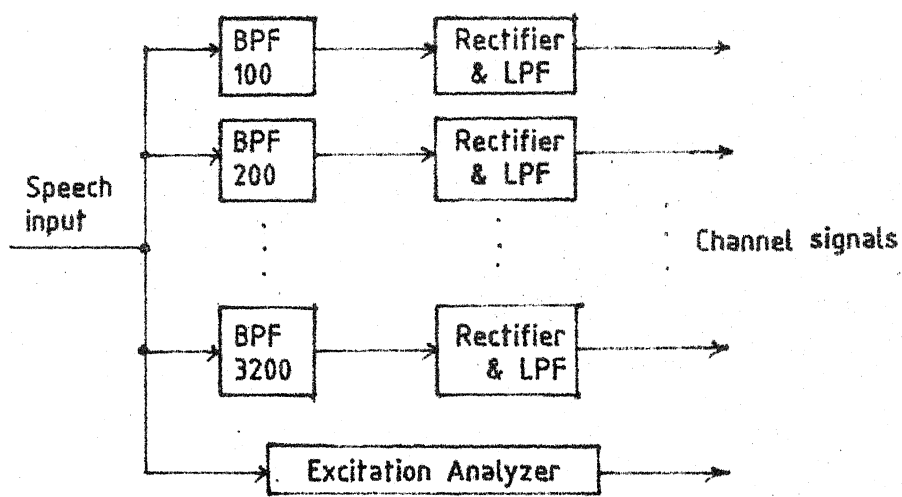 BPF
100
Rectifier
& LPF
BPF
200
Rectifier
& LPF
Speech
input
Channel signals
BPF
3200
Rectifier
& LPF
Excitation Analyzer